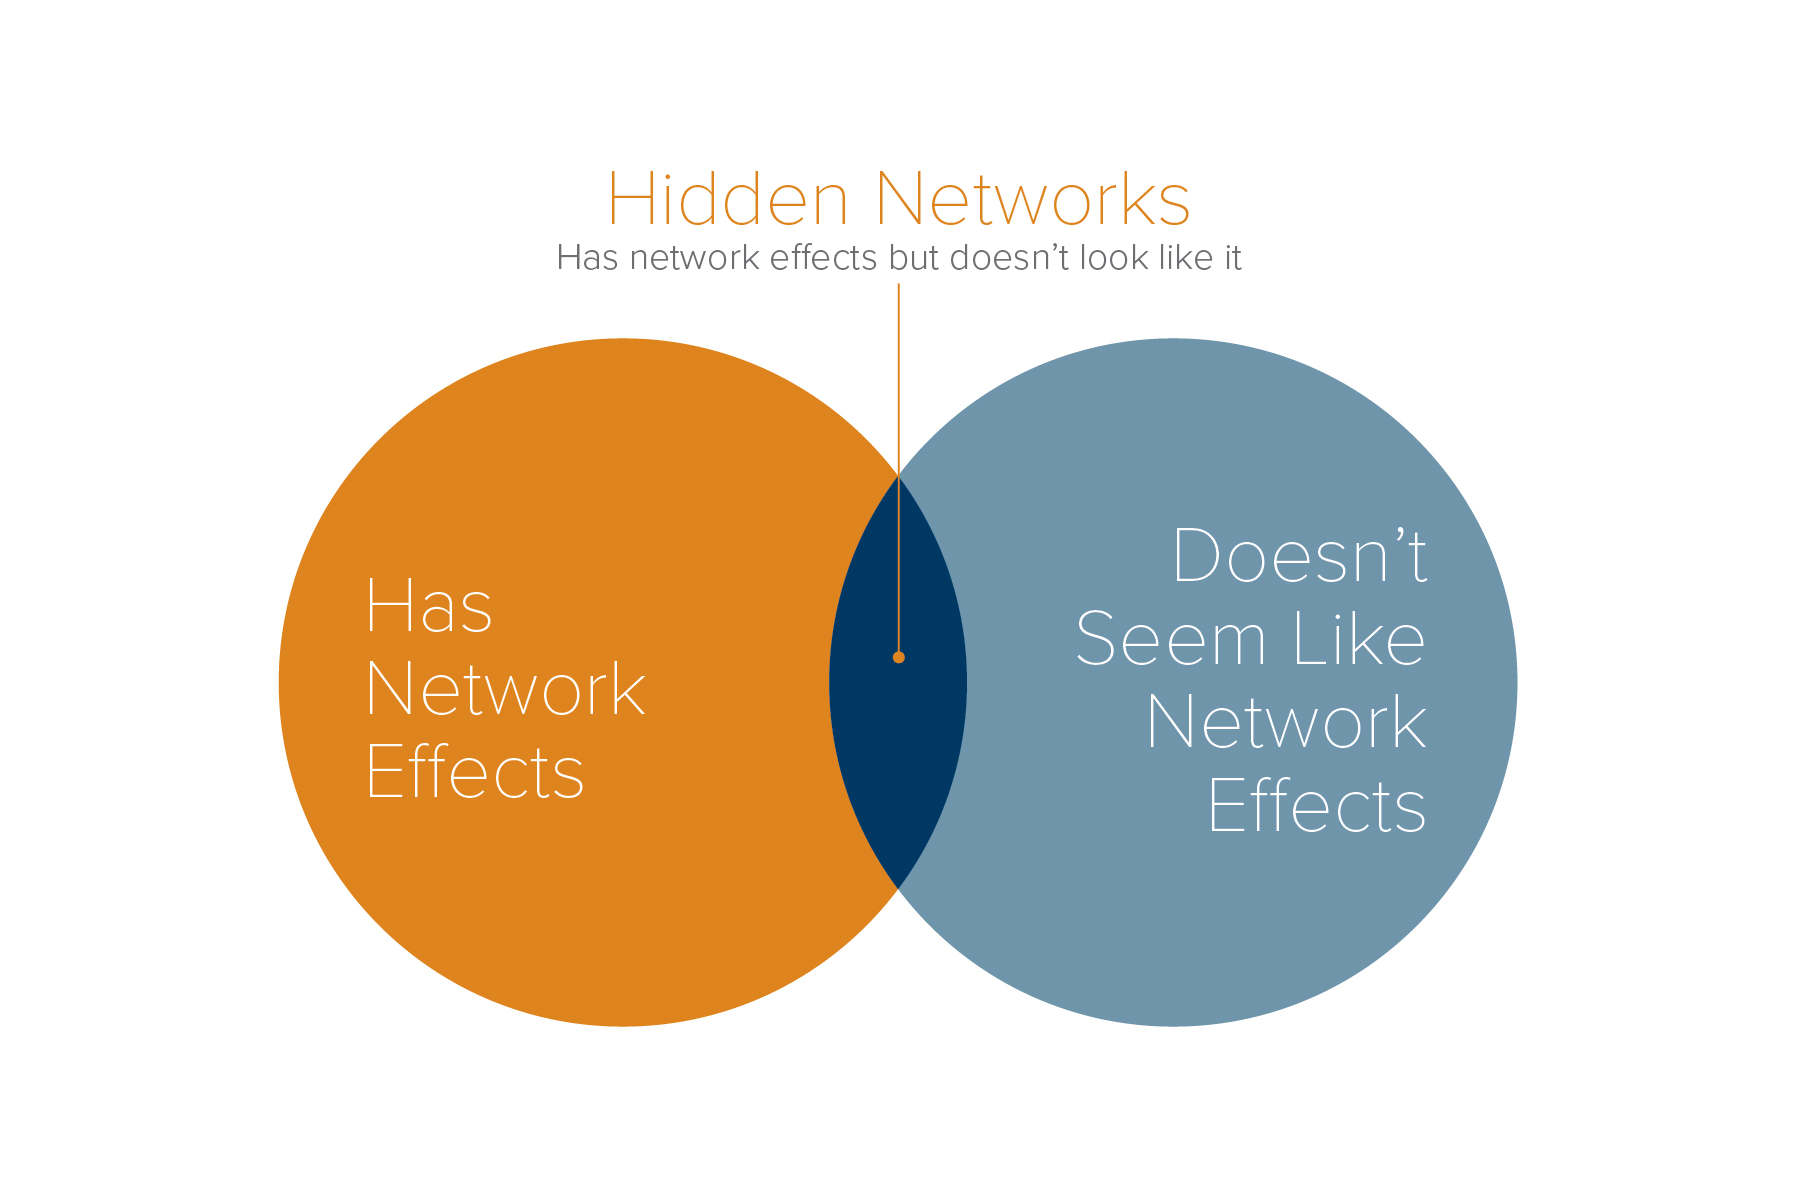 Hidden Networks
Has network effects but doesn’t look like it
Has
Network
Effects
Doesn’t
Seem Like
Network
Effects